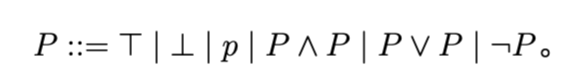 P ::= ⊤ | ⊥ | p | P ∧ P | P ∨ P | ¬P。